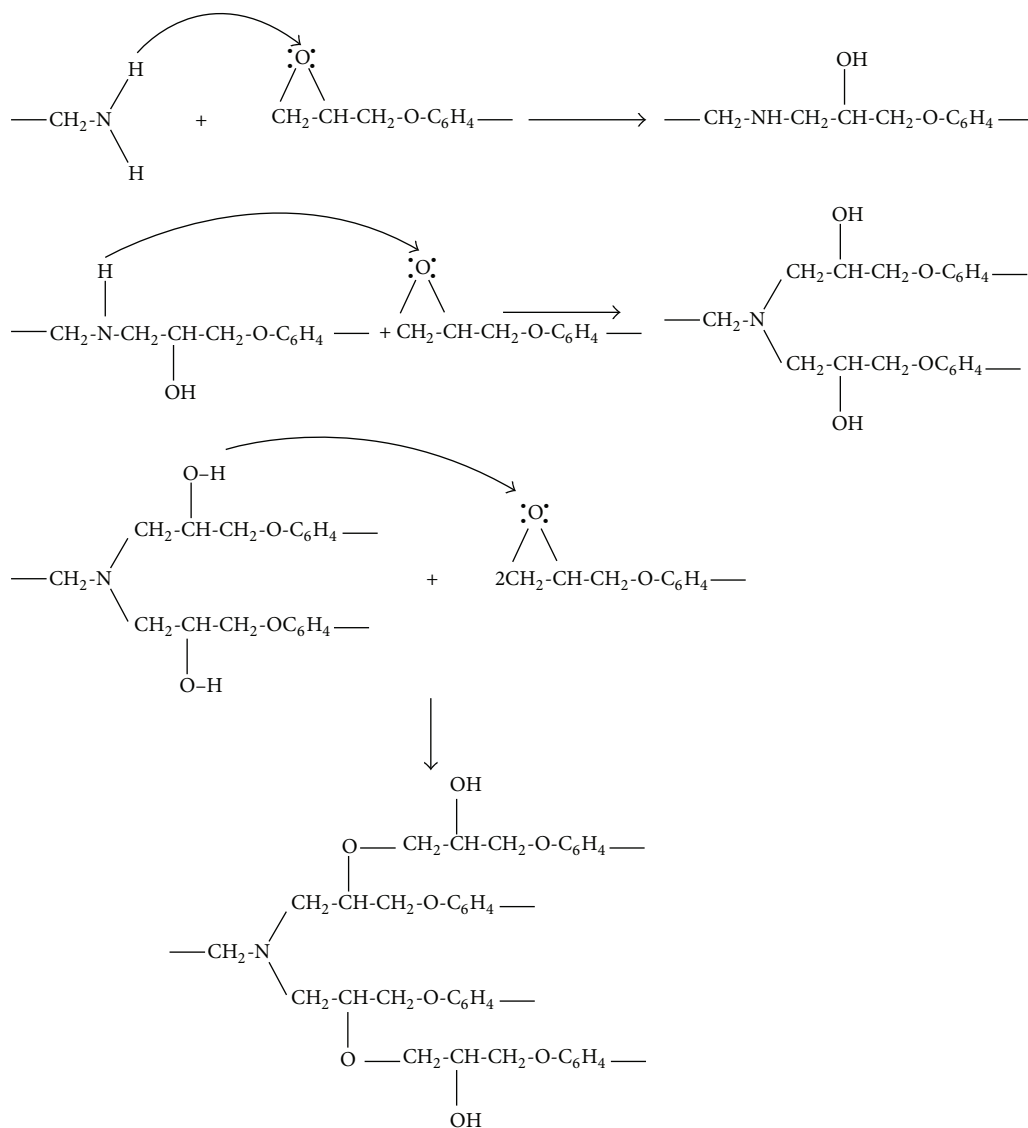 OH
H
:O:
CH₂-N + CH₂-CH-CH₂-O-C₆H₄ CH₂-NH-CH₂-CH-CH₂-O-C₆H₄
H
OH
H :O: CH₂-CH-CH₂-O-C₆H₄
CH₂-N-CH₂-CH-CH₂-OC₆H₄ + CH₂-CH-CH₂-O-C₆H₄ CH₂-N
OH CH₂-CH-CH₂-OC₆H₄
OH
O–H
:O:
CH₂-CH-CH₂-O-C₆H₄
CH₂-N + 2CH₂-CH-CH₂-O-C₆H₄
CH₂-CH-CH₂-OC₆H₄
O–H
OH
O CH₂-CH-CH₂-O-C₆H₄
CH₂-CH-CH₂-O-C₆H₄
CH₂-N
CH₂-CH-CH₂-O-C₆H₄
O CH₂-CH-CH₂-O-C₆H₄
OH